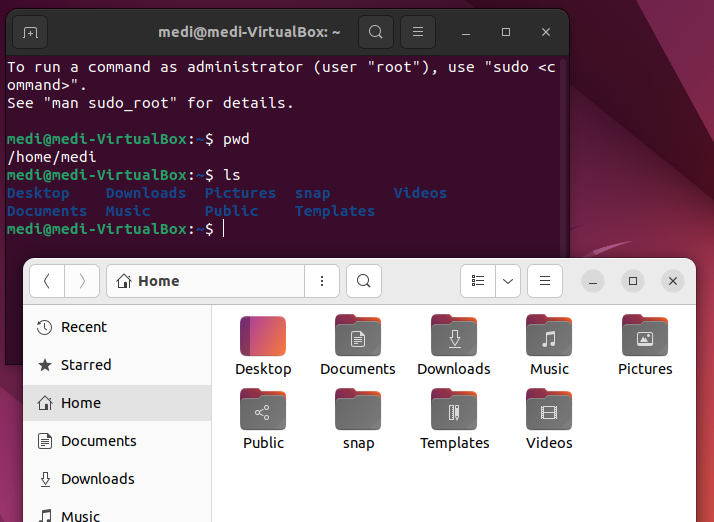 medi@medi-VirtualBox: ~
To run a command as administrator (user "root"), use "sudo <c
ommand>".
See "man sudo_root" for details.
medi@medi-VirtualBox:~$ pwd
/home/medi
medi@medi-VirtualBox:~$ ls
Desktop Downloads Pictures snap Videos
Documents Music Public Templates
medi@medi-VirtualBox:~$
Home
Recent
Starred
Home
Documents
Downloads
Music
Desktop Documents Downloads Music Pictures
Public snap Templates Videos